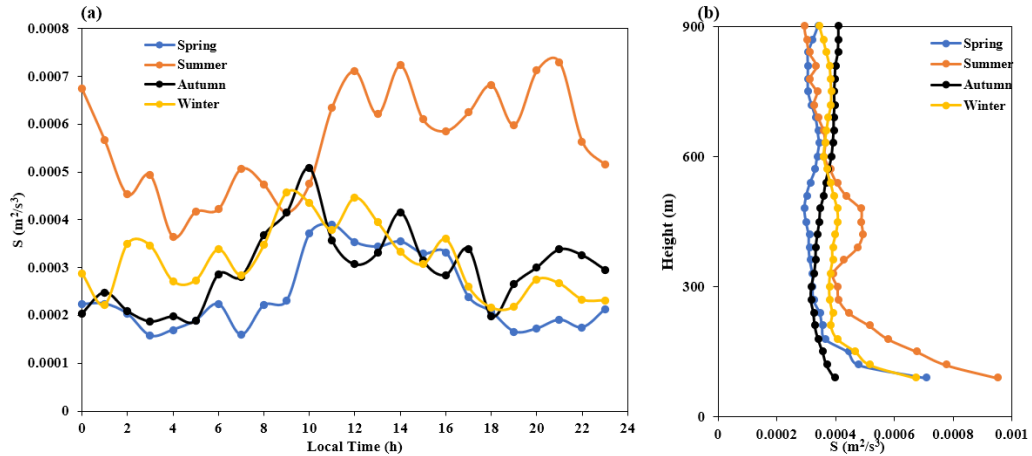 (a)
0.0008
0.0007
0.0006
0.0005
0.0004
0.0003
0.0002
0.0001
0
S (m²/s³)
Spring
Summer
Autumn
Winter
0 2 4 6 8 10 12 14 16 18 20 22 24
Local Time (h)
(b)
900
600
300
0
Height (m)
Spring
Summer
Autumn
Winter
0 0.0002 0.0004 0.0006 0.0008 0.001
S (m²/s³)